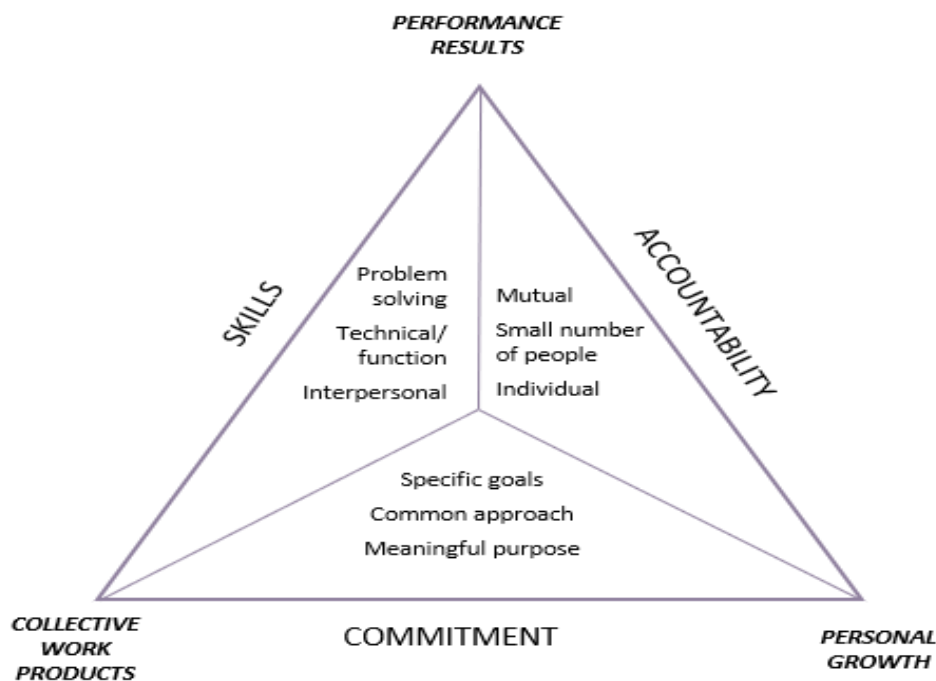 PERFORMANCE
RESULTS
SKILLS
ACCOUNTABILITY
Problem
solving
Technical/
function
Interpersonal
Mutual
Small number
of people
Individual
Specific goals
Common approach
Meaningful purpose
COLLECTIVE
WORK
PRODUCTS
COMMITMENT
PERSONAL
GROWTH